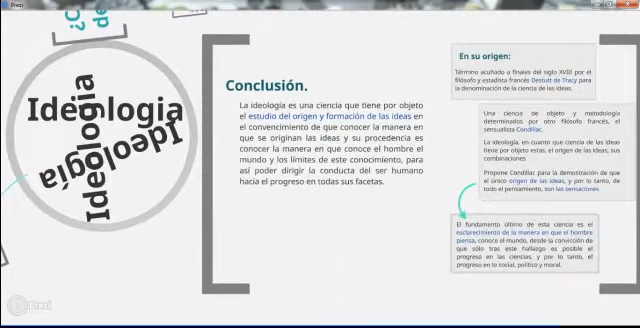 Prezi
¿C
de
Ideologia
Ideologia
Ideología
Conclusión.
La ideología es una ciencia que tiene por objeto
el estudio del origen y formación de las ideas en
el convencimiento de que conocer la manera en
que se originan las ideas y su procedencia es
conocer la manera en que conoce el hombre el
mundo y los límites de este conocimiento, para
así poder dirigir la conducta del ser humano
hacia el progreso en todas sus facetas.
En su origen:
Término acuñado a finales del siglo XVIII por el
filósofo y estadista francés Destutt de Tracy para
la denominación de la ciencia de las ideas.
Una ciencia de objeto y metodología
determinados por otro filósofo francés, el
sensualista Condillac.
La ideología, en cuanto que ciencia de las ideas
tiene por objeto estas, el origen de las ideas, sus
combinaciones
Propone Condillac para la demostración de que
el único origen de las ideas, y por lo tanto, de
todo el pensamiento, son las sensaciones
El fundamento último de esta ciencia es el
esclarecimiento de la manera en que el hombre
piensa, conoce el mundo, desde la convicción de
que sólo tras este hallazgo es posible el
progreso en las ciencias, y por lo tanto, el
progreso en lo social, político y moral.
Prezi